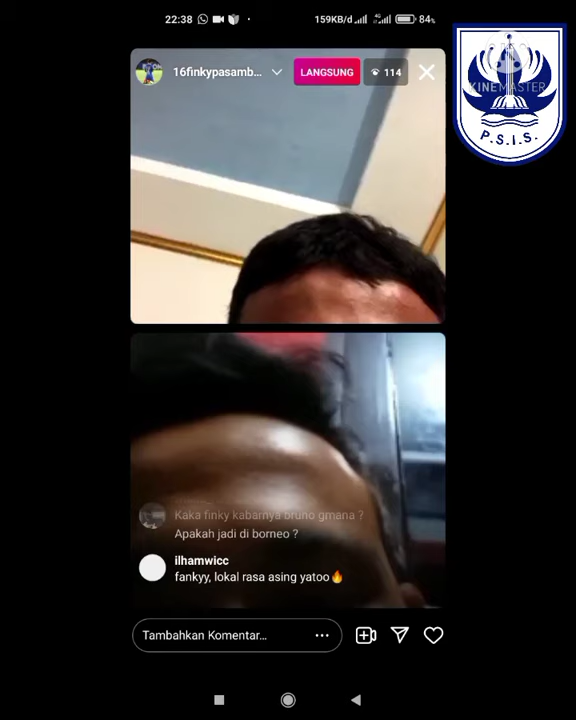 22:38
159KB/d
84%
16finkypasamb...
LANGSUNG
114
KINEMASTER
P.S.I.S.
Kaka finky kabarnya bruno gmana ?
Apakah jadi di borneo ?
ilhamwicc
fankyy, lokal rasa asing yatoo🔥
Tambahkan Komentar...